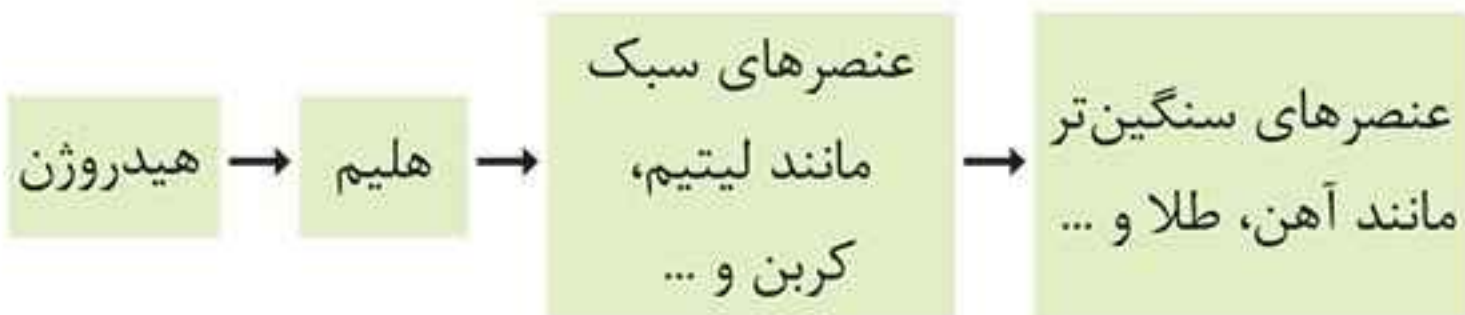 هیدروژن
هلیم
عنصرهای سبک
مانند لیتیم،
کربن و ...
عنصرهای سنگین‌تر
مانند آهن، طلا و ...